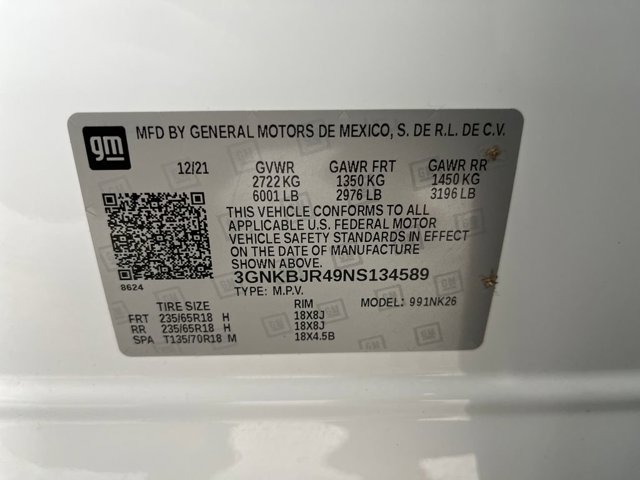 gm
MFD BY GENERAL MOTORS DE MEXICO, S. DE R.L. DE C.V.
12/21 GVWR GAWR FRT GAWR RR
2722 KG 1350 KG 1450 KG
6001 LB 2976 LB 3196 LB
THIS VEHICLE CONFORMS TO ALL
APPLICABLE U.S. FEDERAL MOTOR
VEHICLE SAFETY STANDARDS IN EFFECT
ON THE DATE OF MANUFACTURE
SHOWN ABOVE.
8624
3GNKBJR49NS134589
TYPE: M.P.V. MODEL: 991NK26
TIRE SIZE RIM
FRT 235/65R18 H 18X8J
RR 235/65R18 H 18X8J
SPA T135/70R18 M 18X4.5B